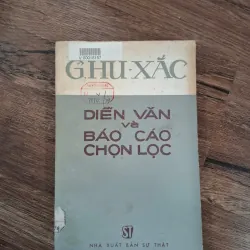 G.HU-XẮC
DIỄN VĂN
và
BÁO CÁO
CHỌN LỌC
ST
NHÀ XUẤT BẢN SỰ THẬT